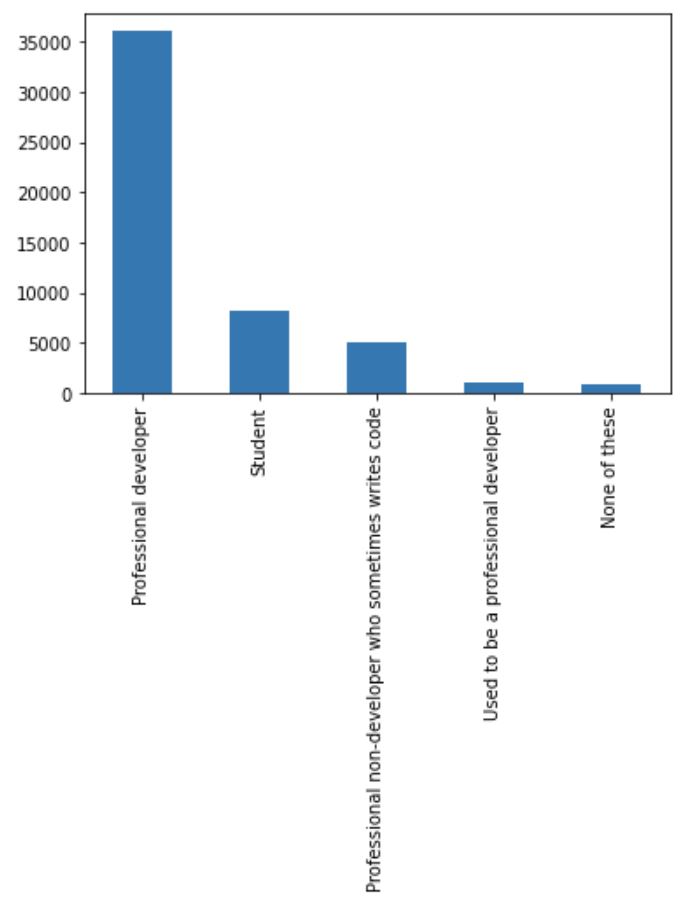 35000
30000
25000
20000
15000
10000
5000
0
Professional developer
Student
Professional non-developer who sometimes writes code
Used to be a professional developer
None of these